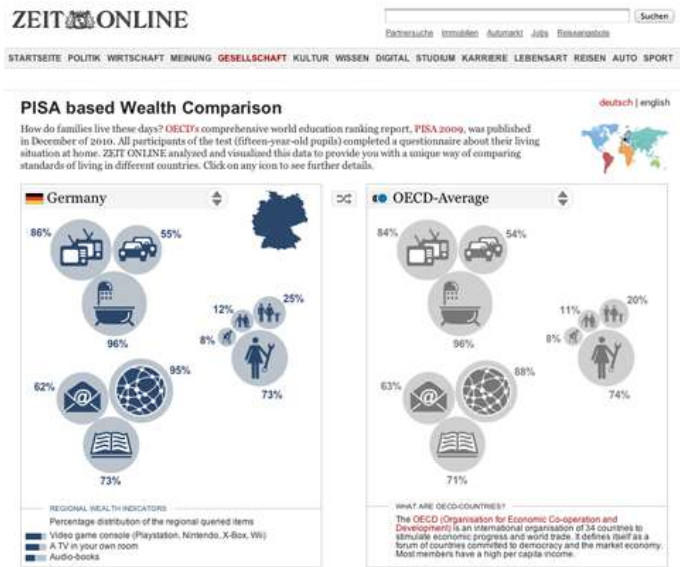 ZEIT ONLINE
Suchen
Partnersuche Immobilien Automarkt Jobs Reiseangebote
STARTSEITE POLITIK WIRTSCHAFT MEINUNG GESELLSCHAFT KULTUR WISSEN DIGITAL STUDIUM KARRIERE LEBENSART REISEN AUTO SPORT
PISA based Wealth Comparison
deutsch | english
How do families live these days? OECD's comprehensive world education ranking report, PISA 2009, was published
in December of 2010. All participants of the test (fifteen-year-old pupils) completed a questionnaire about their living
situation at home. ZEIT ONLINE analyzed and visualized this data to provide you with a unique way of comparing
standards of living in different countries. Click on any icon to see further details.
Germany
86%
55%
96%
12%
25%
8%
73%
62%
@
95%
73%
REGIONAL WEALTH INDICATORS
Percentage distribution of the regional queried items
Video game console (Playstation, Nintendo, X-Box, Wii)
A TV in your own room
Audio-books
OECD-Average
84%
54%
96%
11%
20%
8%
74%
63%
@
88%
71%
WHAT ARE OECD-COUNTRIES?
The OECD (Organisation for Economic Co-operation and
Development) is an international organisation of 34 countries to
stimulate economic progress and world trade. It defines itself as a
forum of countries committed to democracy and the market economy.
Most members have a high per capita income.